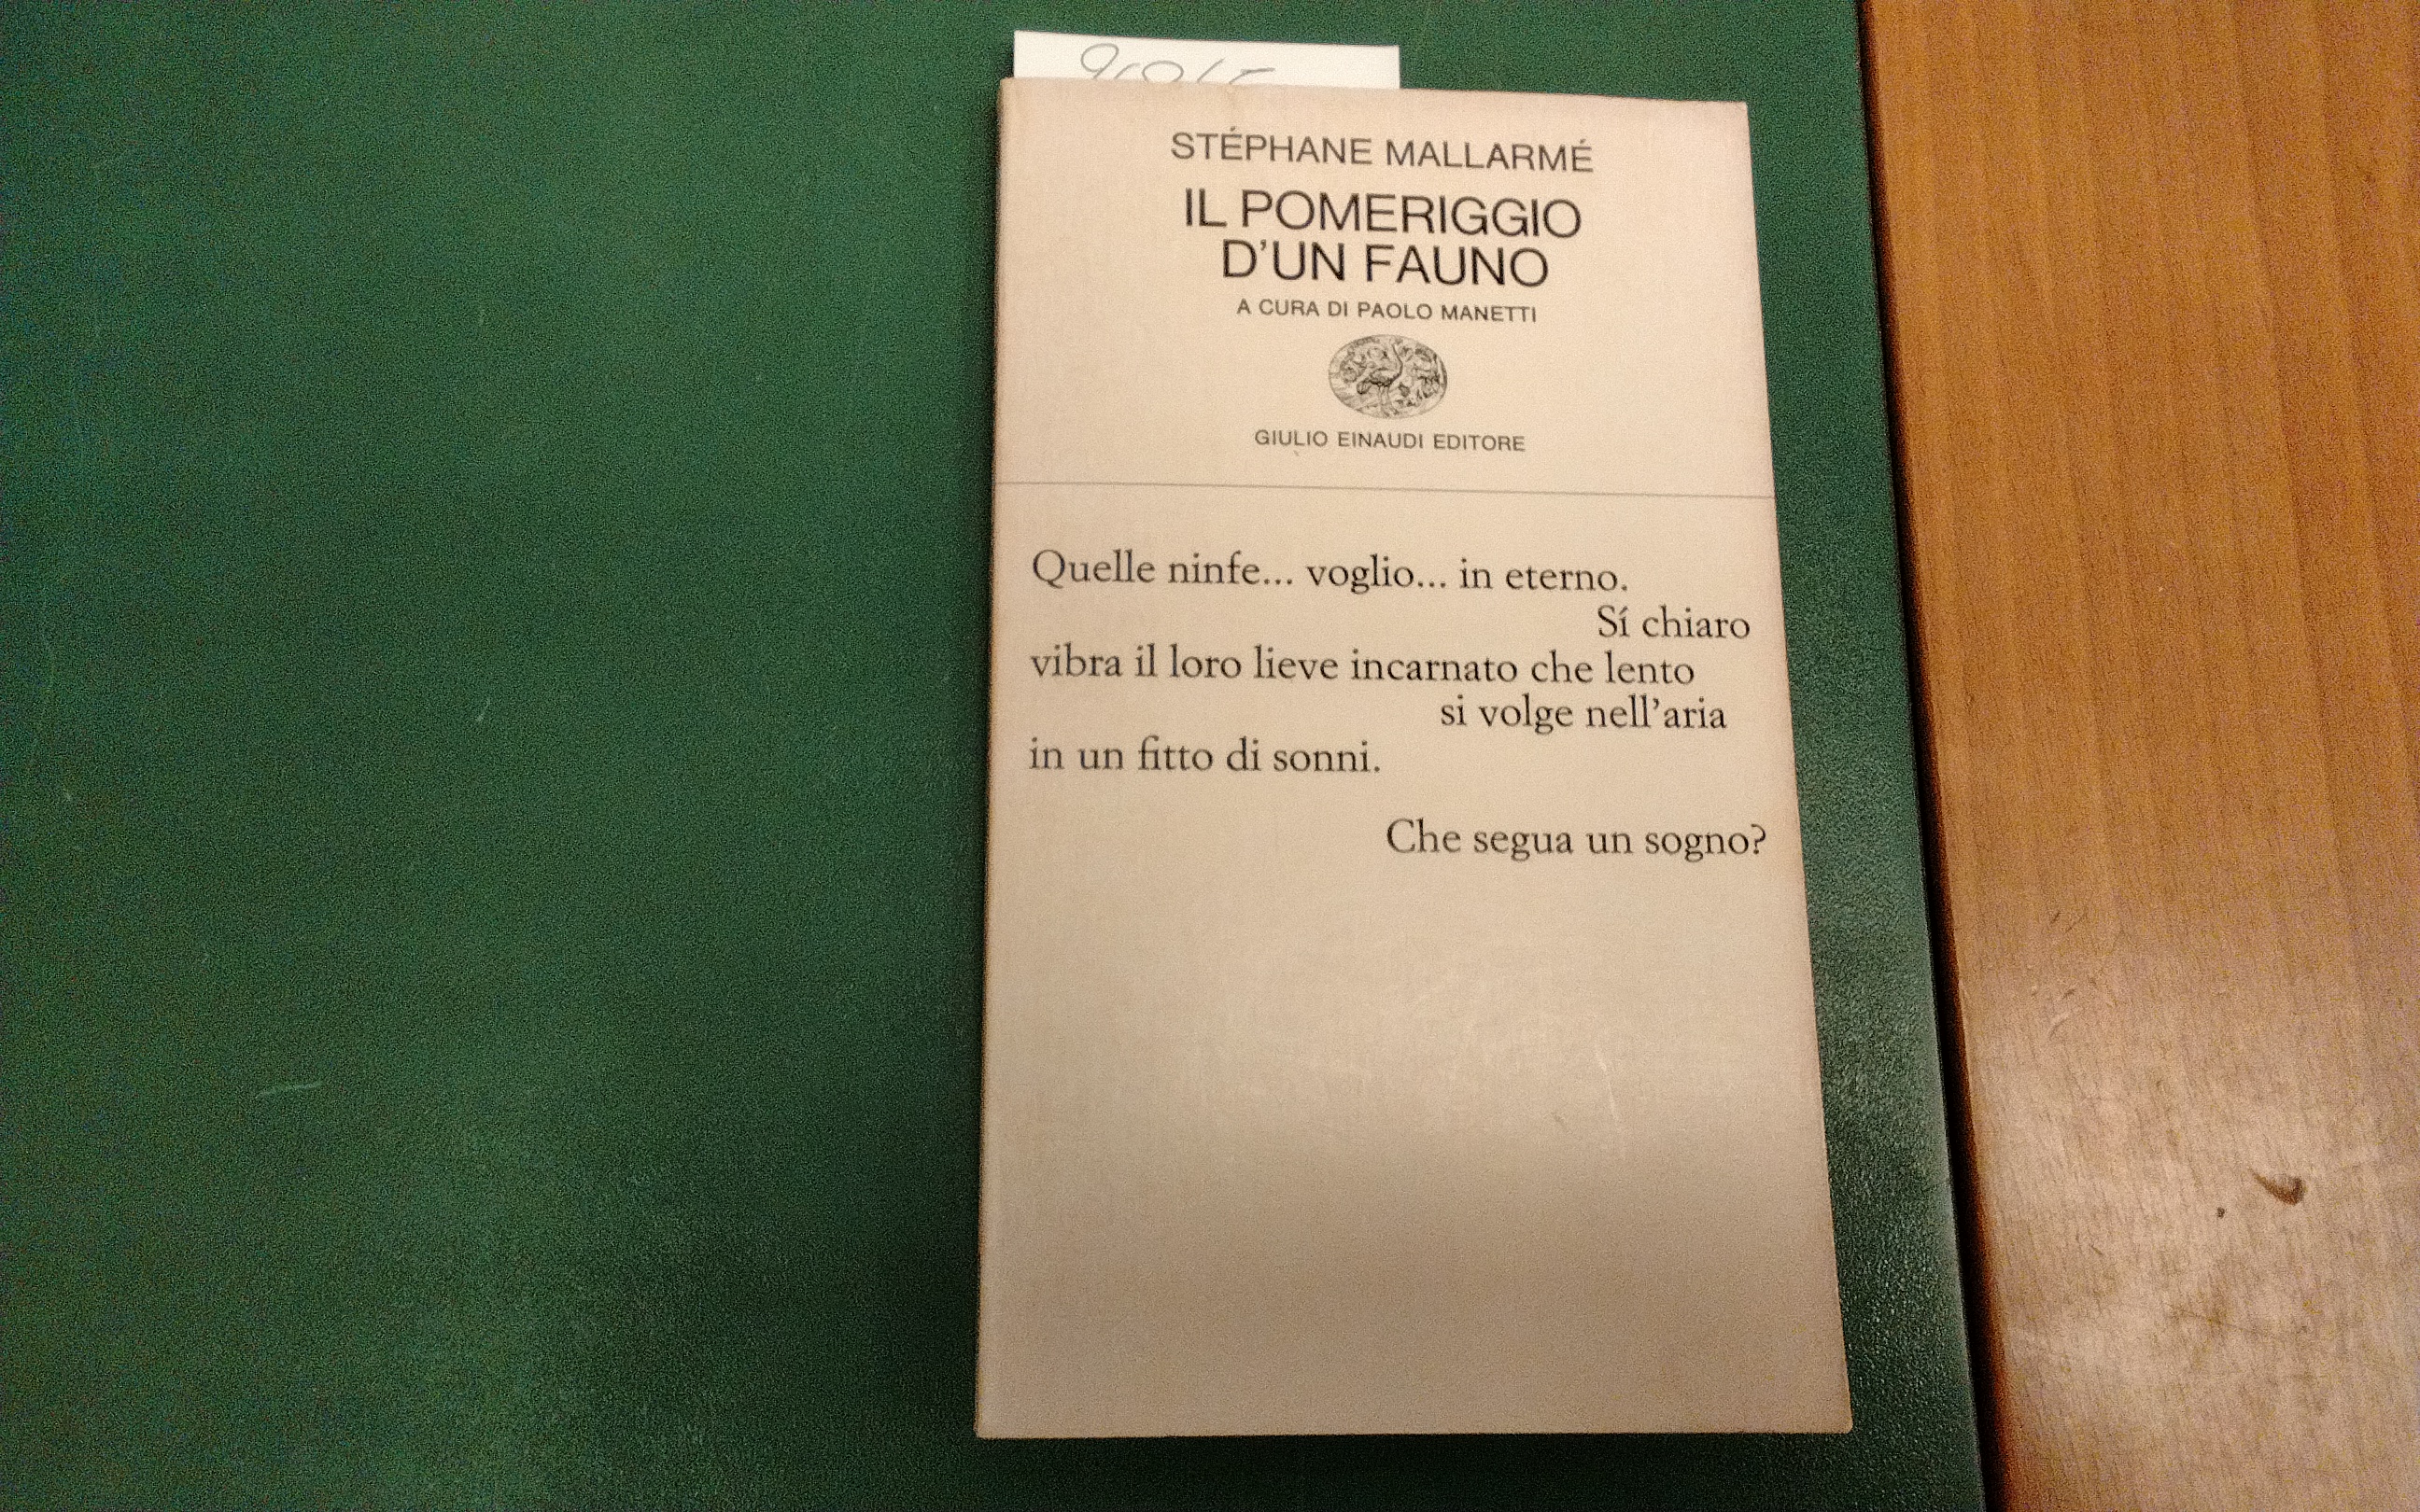 STÉPHANE MALLARMÉ
IL POMERIGGIO
D'UN FAUNO
A CURA DI PAOLO MANETTI
GIULIO EINAUDI EDITORE
Quelle ninfe... voglio... in eterno.
Sí chiaro
vibra il loro lieve incarnato che lento
si volge nell'aria
in un fitto di sonni.
Che segua un sogno?